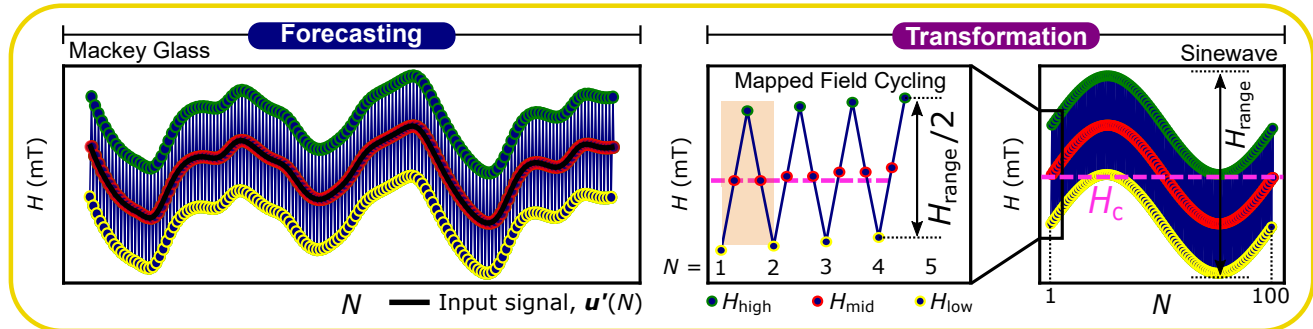 Forecasting
Transformation
Mackey Glass
Sinewave
Mapped Field Cycling
H (mT)
H (mT)
H (mT)
H_range/2
H_range
H_c
N = 1 2 3 4 5
1 N 100
N
Input signal, u'(N)
H_high H_mid H_low